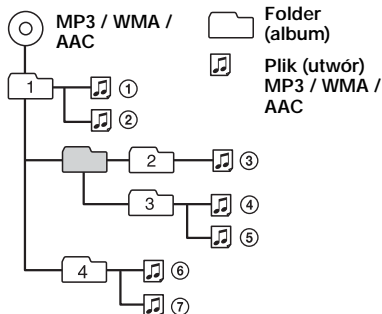 MP3 / WMA /
AAC
Folder
(album)
Plik (utwór)
MP3 / WMA /
AAC
1
①
②
2
③
3
④
⑤
4
⑥
⑦